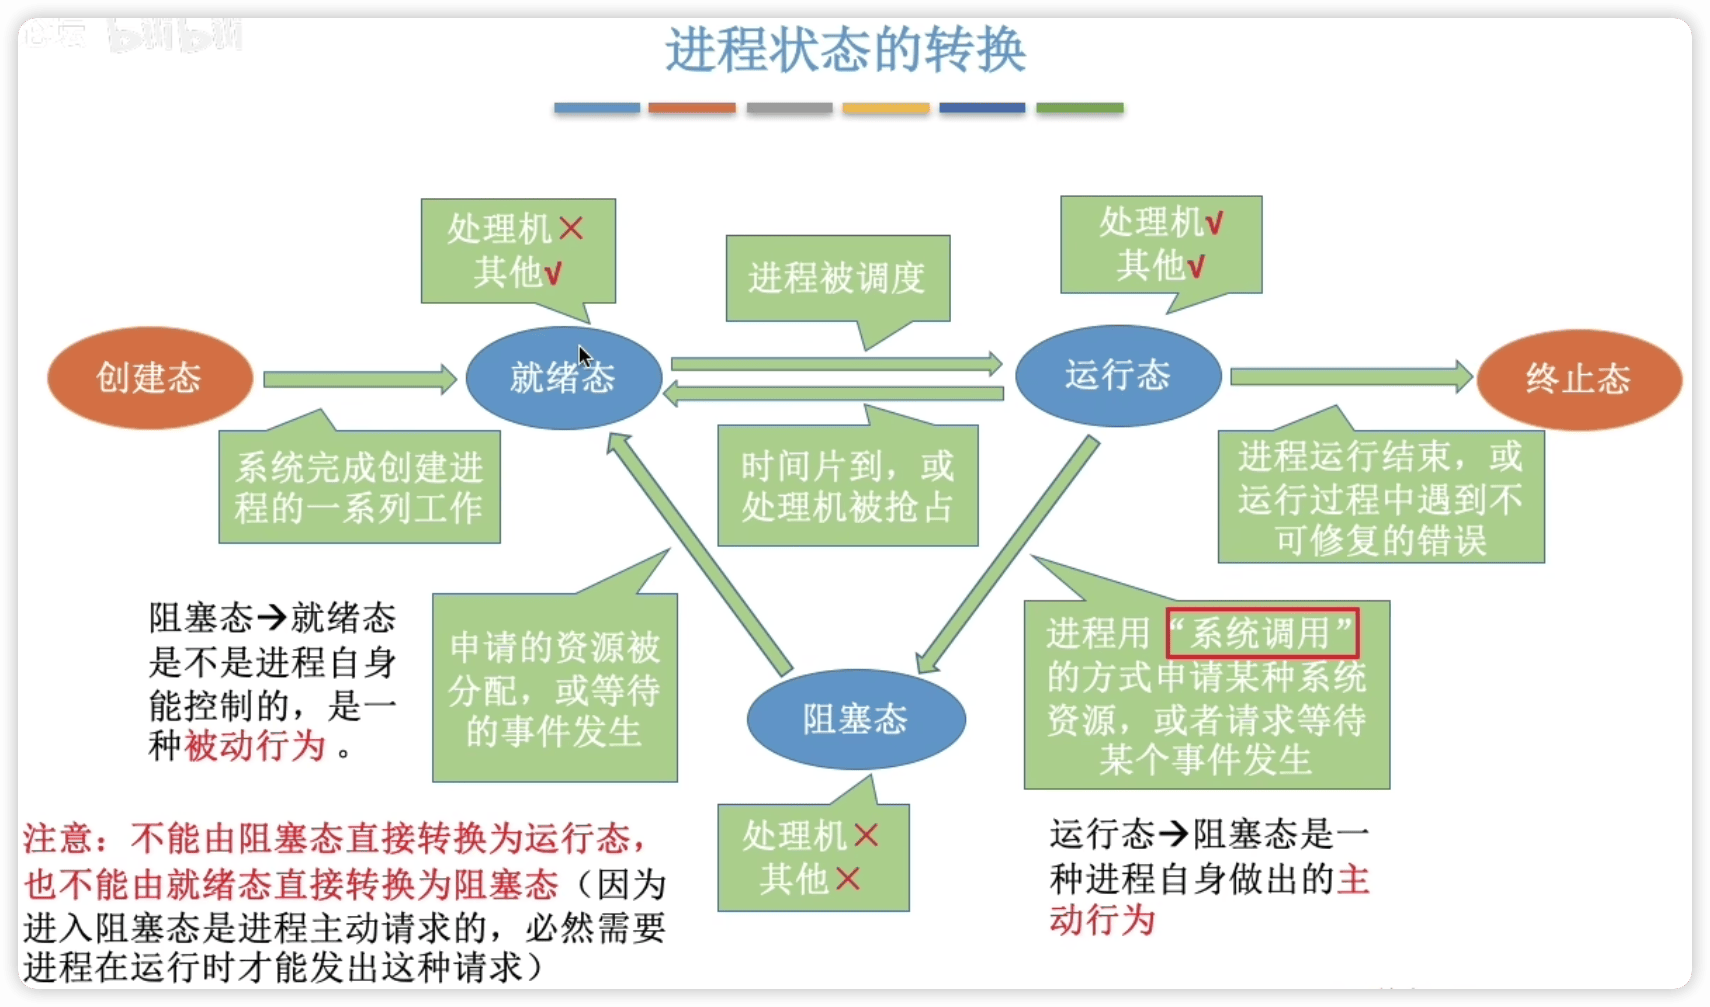 进程状态的转换
处理机×
其他√
进程被调度
处理机√
其他√
创建态
就绪态
运行态
终止态
系统完成创建进
程的一系列工作
时间片到，或
处理机被抢占
进程运行结束，或
运行过程中遇到不
可修复的错误
阻塞态→就绪态
是不是进程自身
能控制的，是一
种被动行为。
申请的资源被
分配，或等待
的事件发生
进程用“系统调用”
的方式申请某种系统
资源，或者请求等待
某个事件发生
阻塞态
处理机×
其他×
注意：不能由阻塞态直接转换为运行态，
也不能由就绪态直接转换为阻塞态（因为
进入阻塞态是进程主动请求的，必然需要
进程在运行时才能发出这种请求）
运行态→阻塞态是一
种进程自身做出的主
动行为